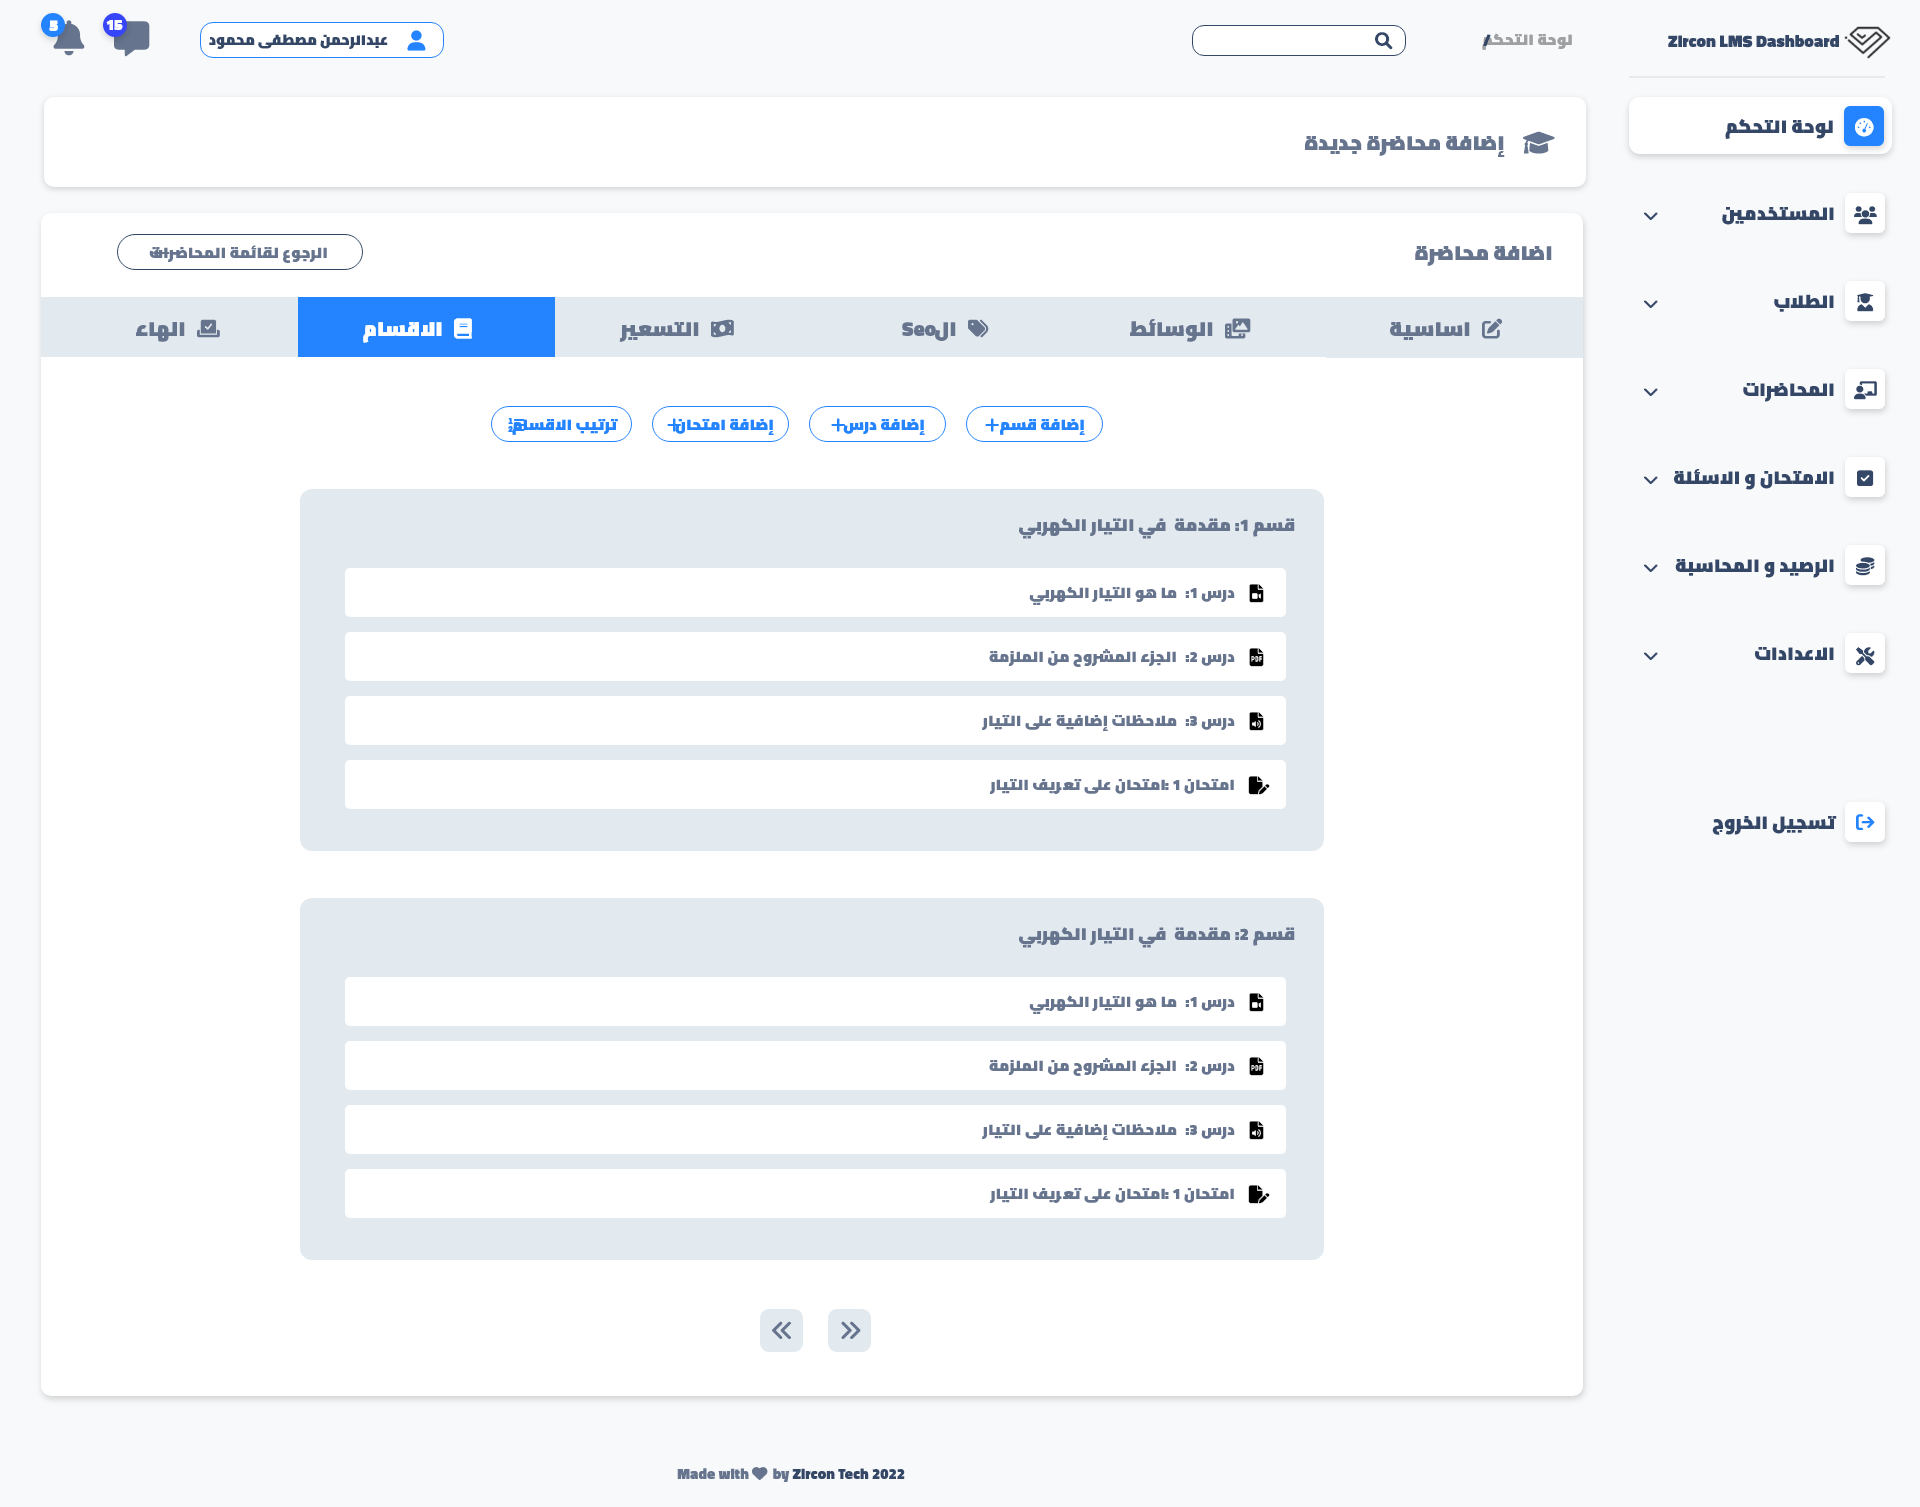 Zircon LMS Dashboard
لوحة التحكم /
عبدالرحمن مصطفى محمود
15
5
لوحة التحكم
المستخدمين
الطلاب
المحاضرات
الامتحان و الاسئلة
الرصيد و المحاسبة
الاعدادات
تسجيل الخروج
إضافة محاضرة جديدة
اضافة محاضرة
الرجوع لقائمة المحاضرات
اساسية
الوسائط
الSeo
التسعير
الاقسام
الهاء
إضافة قسم
إضافة درس
إضافة امتحان
ترتيب الاقسام
قسم 1: مقدمة في التيار الكهربي
درس 1: ما هو التيار الكهربي
درس 2: الجزء المشروح من الملزمة
درس 3: ملاحظات إضافية على التيار
امتحان 1 :امتحان على تعريف التيار
قسم 2: مقدمة في التيار الكهربي
درس 1: ما هو التيار الكهربي
درس 2: الجزء المشروح من الملزمة
درس 3: ملاحظات إضافية على التيار
امتحان 1 :امتحان على تعريف التيار
Made with by Zircon Tech 2022